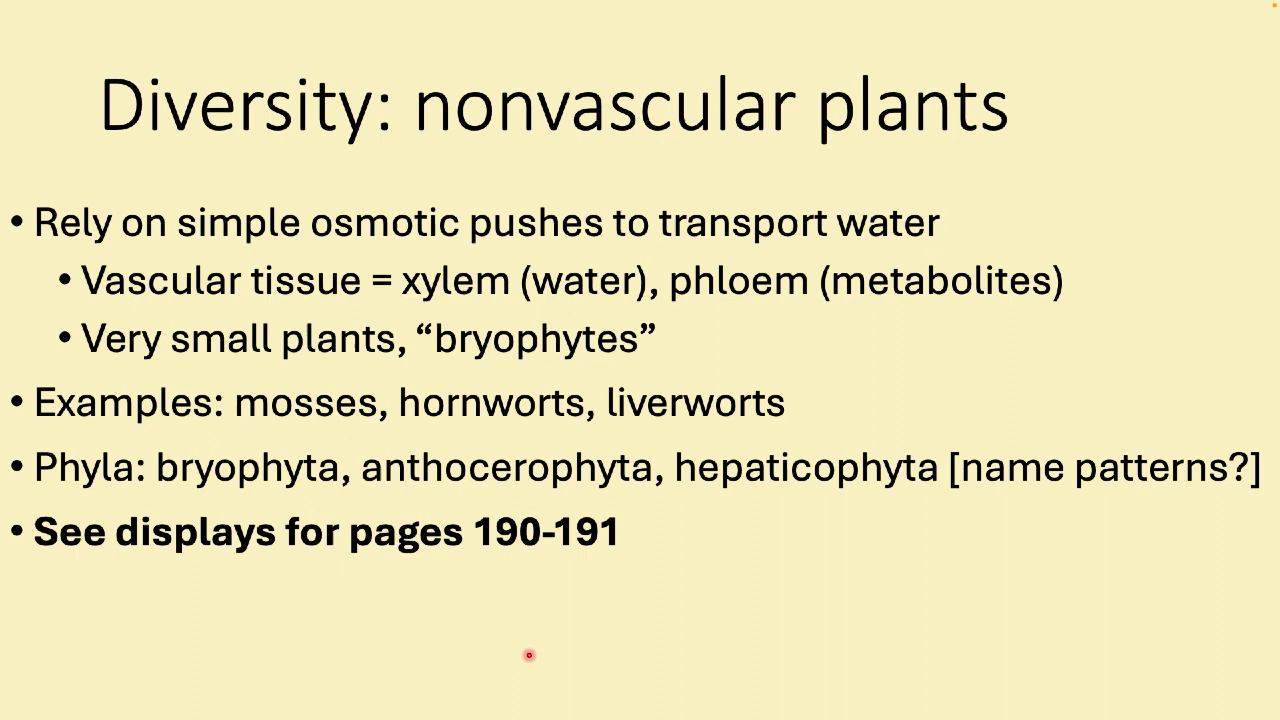 Diversity: nonvascular plants
• Rely on simple osmotic pushes to transport water
• Vascular tissue = xylem (water), phloem (metabolites)
• Very small plants, “bryophytes”
• Examples: mosses, hornworts, liverworts
• Phyla: bryophyta, anthocerophyta, hepaticophyta [name patterns?]
• See displays for pages 190-191